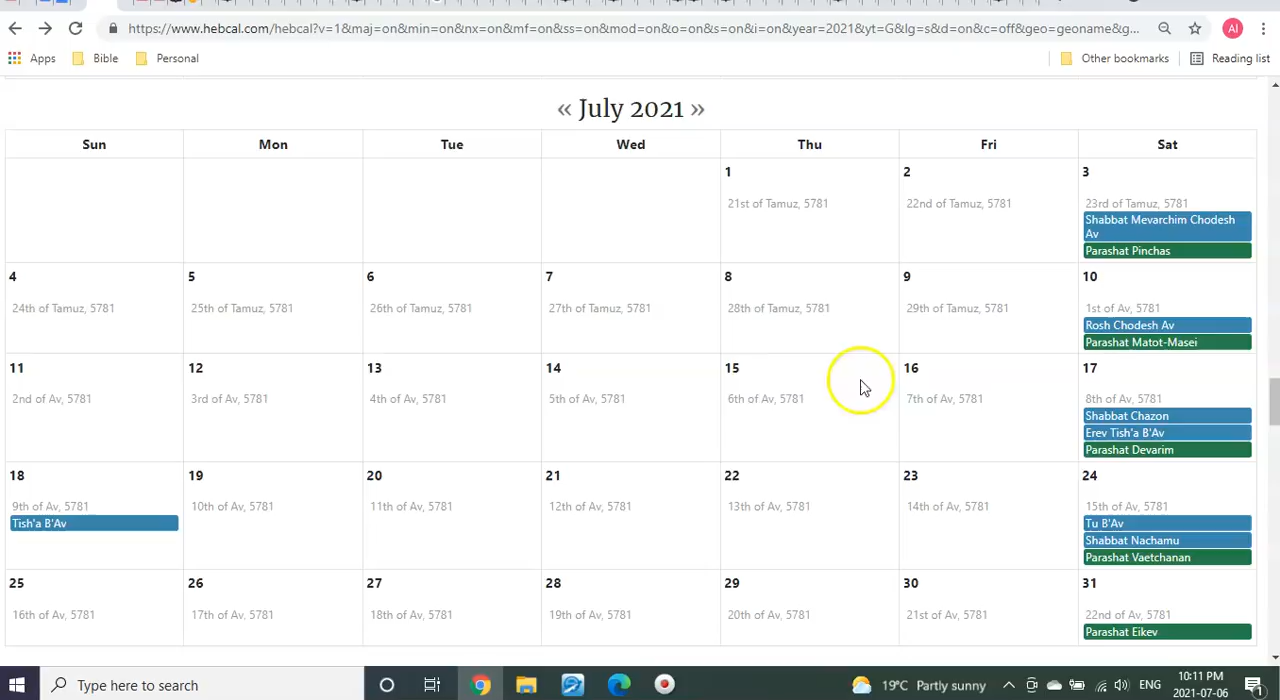 https://www.hebcal.com/hebcal?v=1&maj=on&min=on&nx=on&mf=on&ss=on&mod=on&o=on&s=on&i=on&year=2021&yt=G&lg=s&d=on&c=off&geo=geoname&g...
AI
Apps Bible Personal Other bookmarks Reading list
« July 2021 »
Sun Mon Tue Wed Thu Fri Sat
1 2 3
21st of Tamuz, 5781 22nd of Tamuz, 5781 23rd of Tamuz, 5781
Shabbat Mevarchim Chodesh
Av
Parashat Pinchas
4 5 6 7 8 9 10
24th of Tamuz, 5781 25th of Tamuz, 5781 26th of Tamuz, 5781 27th of Tamuz, 5781 28th of Tamuz, 5781 29th of Tamuz, 5781 1st of Av, 5781
Rosh Chodesh Av
Parashat Matot-Masei
11 12 13 14 15 16 17
2nd of Av, 5781 3rd of Av, 5781 4th of Av, 5781 5th of Av, 5781 6th of Av, 5781 7th of Av, 5781 8th of Av, 5781
Shabbat Chazon
Erev Tish'a B'Av
Parashat Devarim
18 19 20 21 22 23 24
9th of Av, 5781 10th of Av, 5781 11th of Av, 5781 12th of Av, 5781 13th of Av, 5781 14th of Av, 5781 15th of Av, 5781
Tish'a B'Av Tu B'Av
Shabbat Nachamu
Parashat Vaetchanan
25 26 27 28 29 30 31
16th of Av, 5781 17th of Av, 5781 18th of Av, 5781 19th of Av, 5781 20th of Av, 5781 21st of Av, 5781 22nd of Av, 5781
Parashat Eikev
Type here to search 19°C Partly sunny ENG 10:11 PM
2021-07-06
1